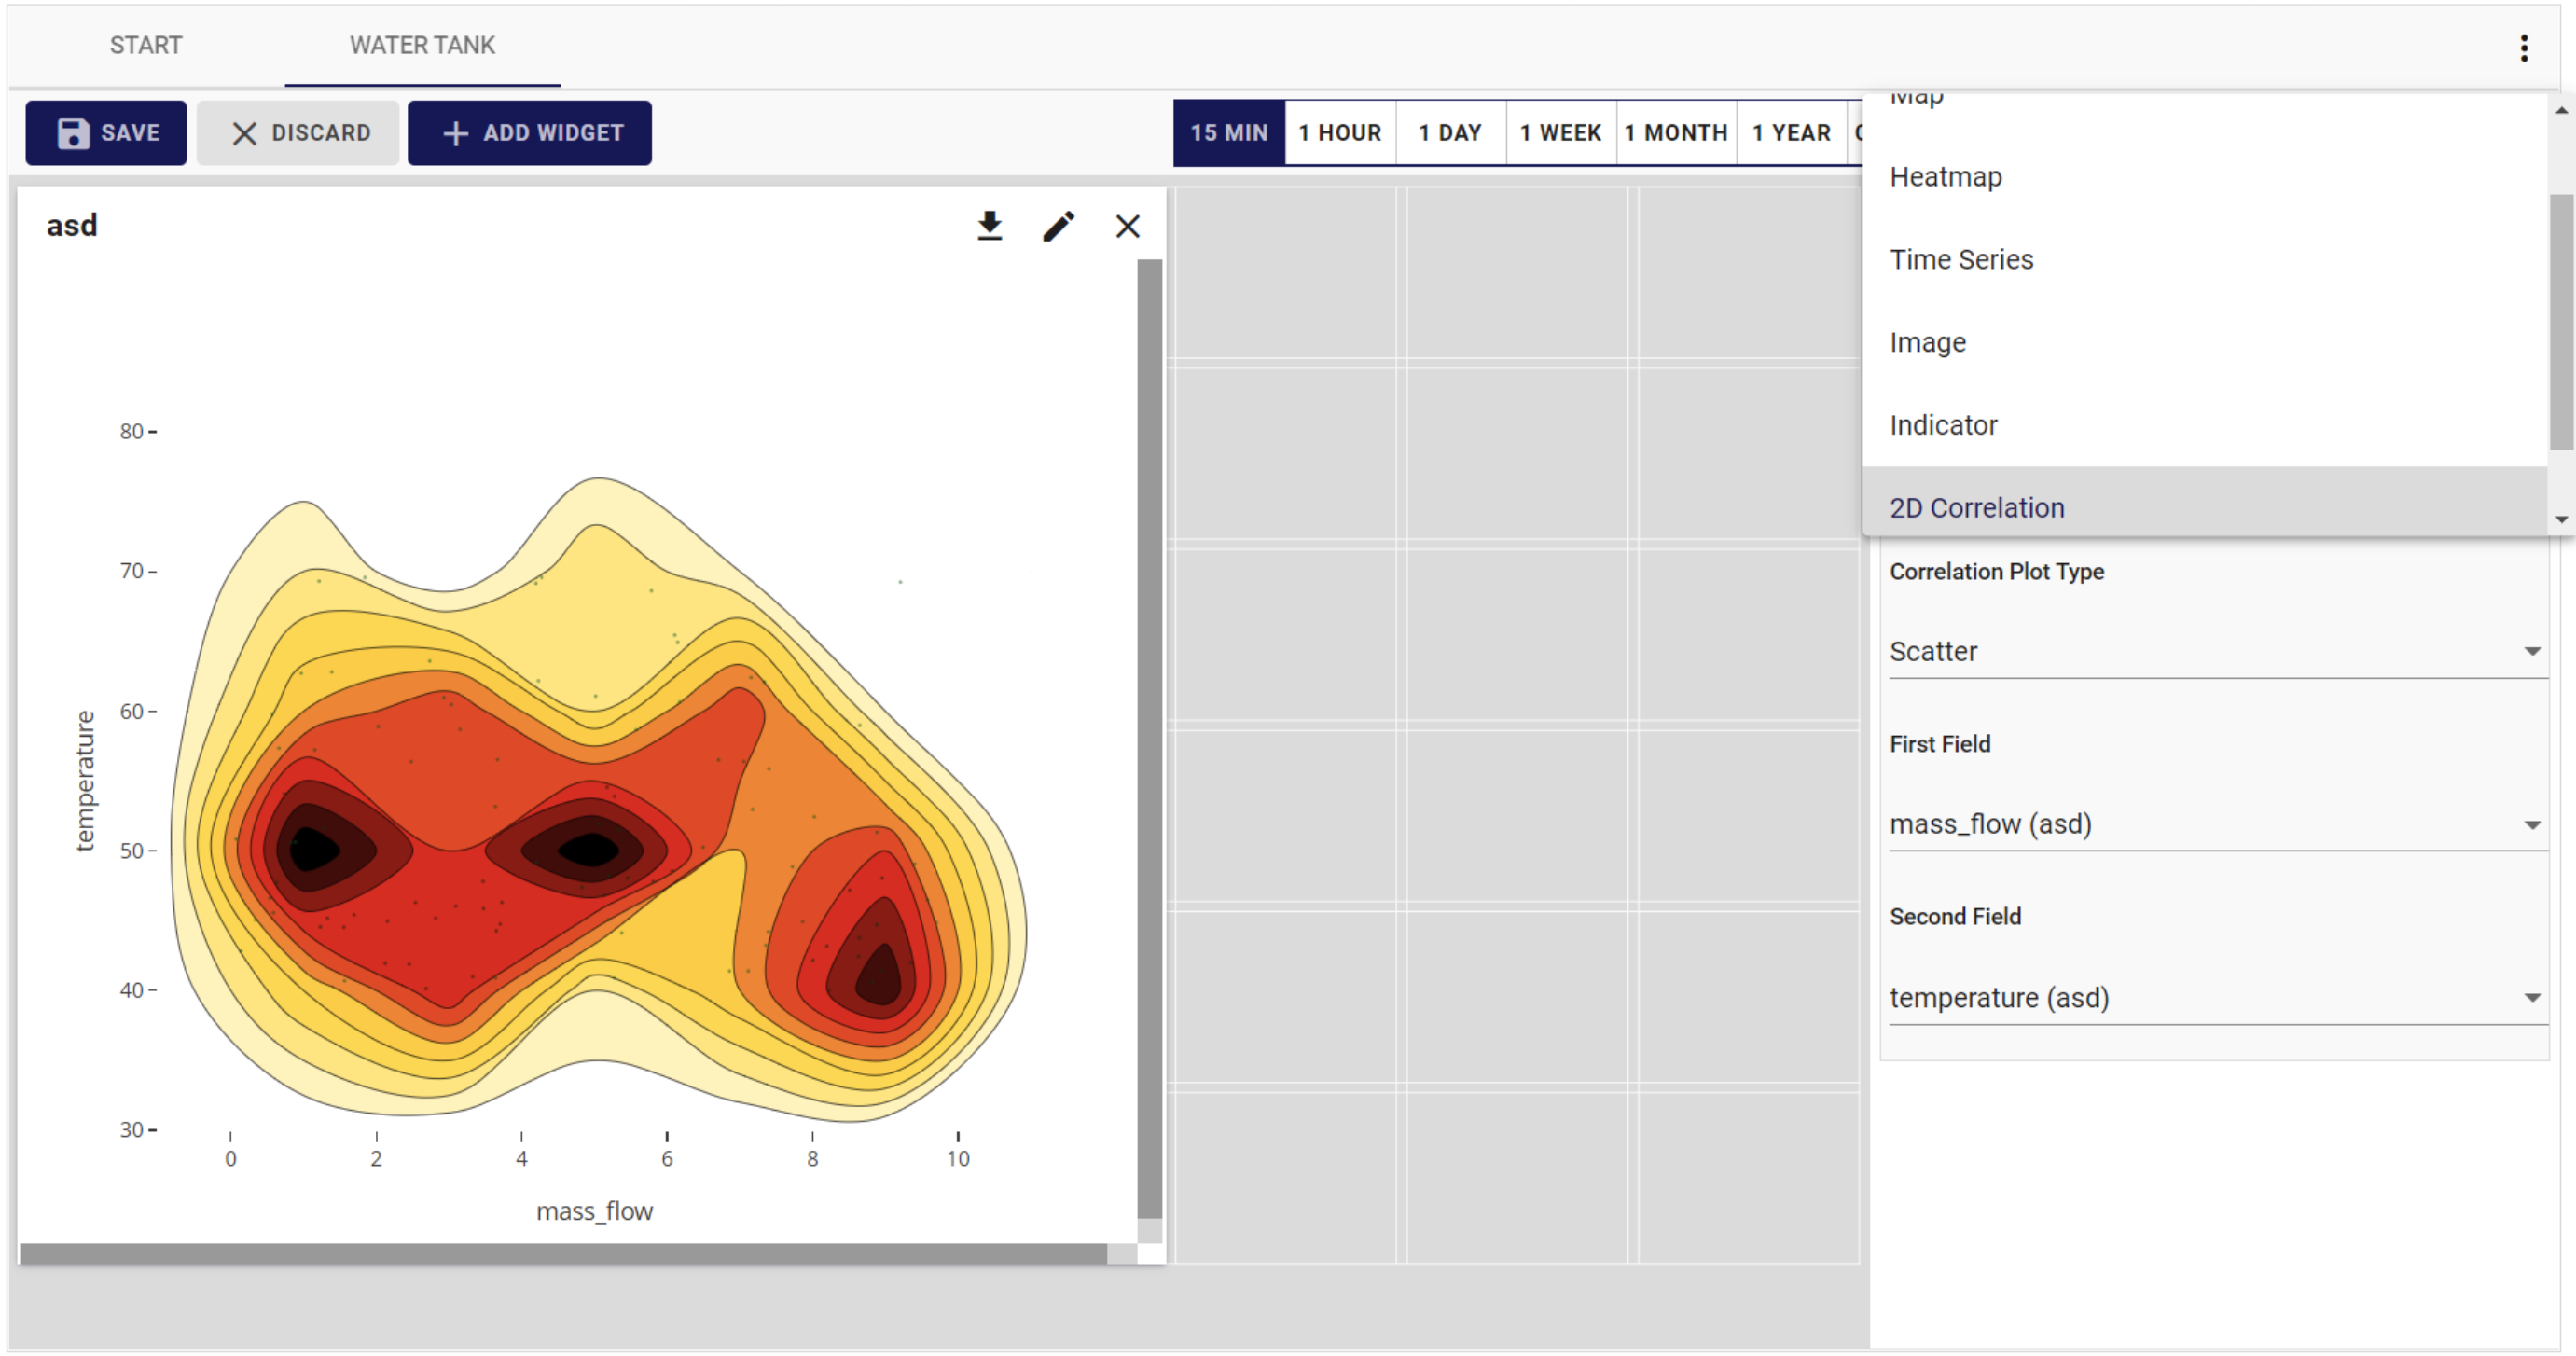 START
WATER TANK
SAVE
DISCARD
ADD WIDGET
15 MIN
1 HOUR
1 DAY
1 WEEK
1 MONTH
1 YEAR
Map
Heatmap
Time Series
Image
Indicator
2D Correlation
asd
80
70
60
50
40
30
temperature
0
2
4
6
8
10
mass_flow
Correlation Plot Type
Scatter
First Field
mass_flow (asd)
Second Field
temperature (asd)